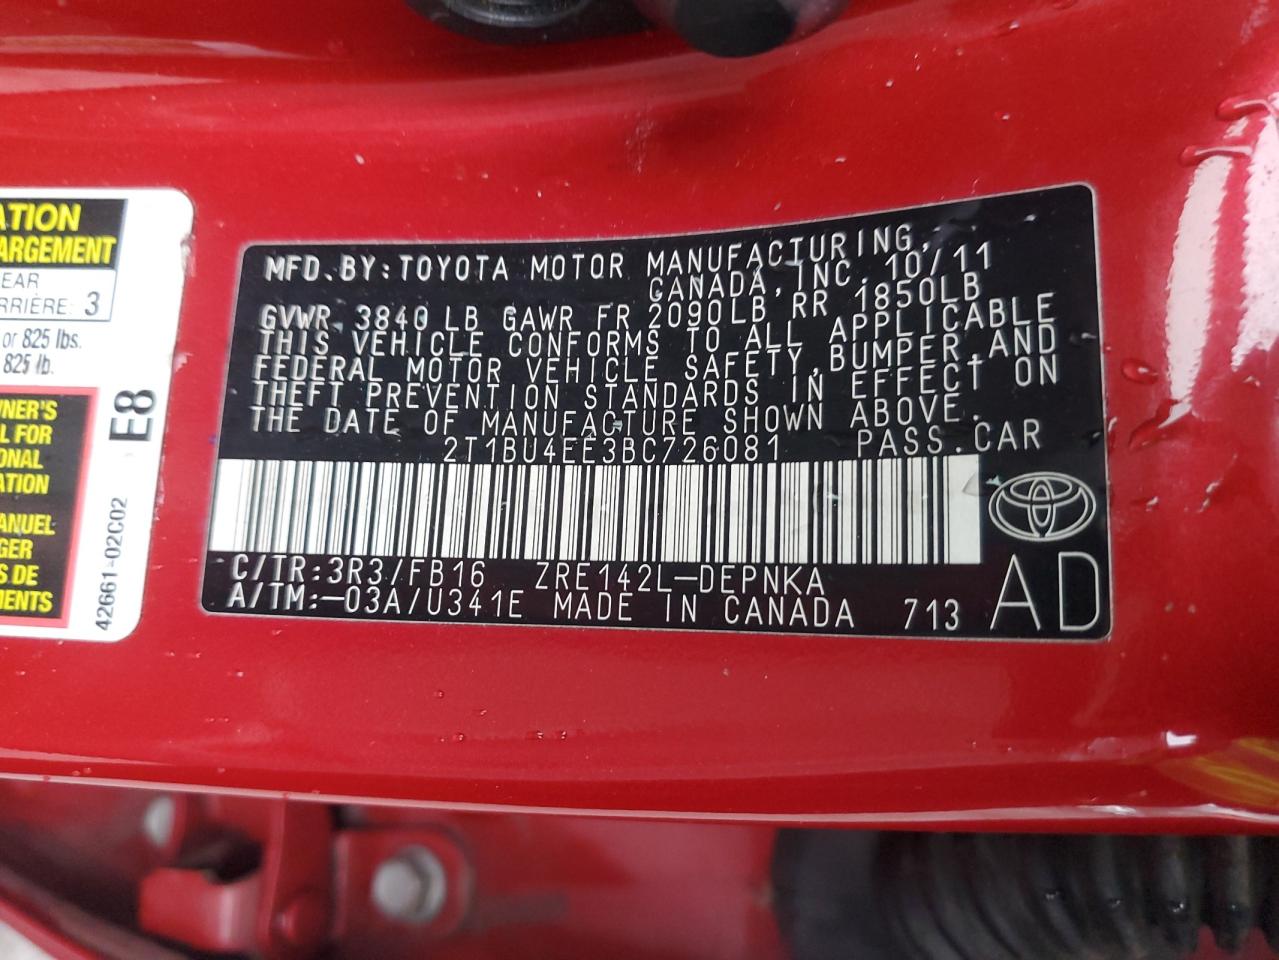 ATION
ARGEMENT
EAR
RRIÈRE: 3
or 825 lbs.
825 lb.
NER'S
L FOR
ONAL
ATION
ANUEL
GER
S DE
MENTS
E8
42661-02C02
MFD.BY:TOYOTA MOTOR MANUFACTURING,
CANADA,INC. 10/11
GVWR 3840 LB GAWR FR 2090LB RR 1850LB
THIS VEHICLE CONFORMS TO ALL APPLICABLE
FEDERAL MOTOR VEHICLE SAFETY,BUMPER,AND
THEFT PREVENTION STANDARDS IN EFFECT ON
THE DATE OF MANUFACTURE SHOWN ABOVE.
2T1BU4EE3BC726081 PASS.CAR
C/TR:3R3/FB16 ZRE142L-DEPNKA
A/TM:-03A/U341E MADE IN CANADA 713
AD